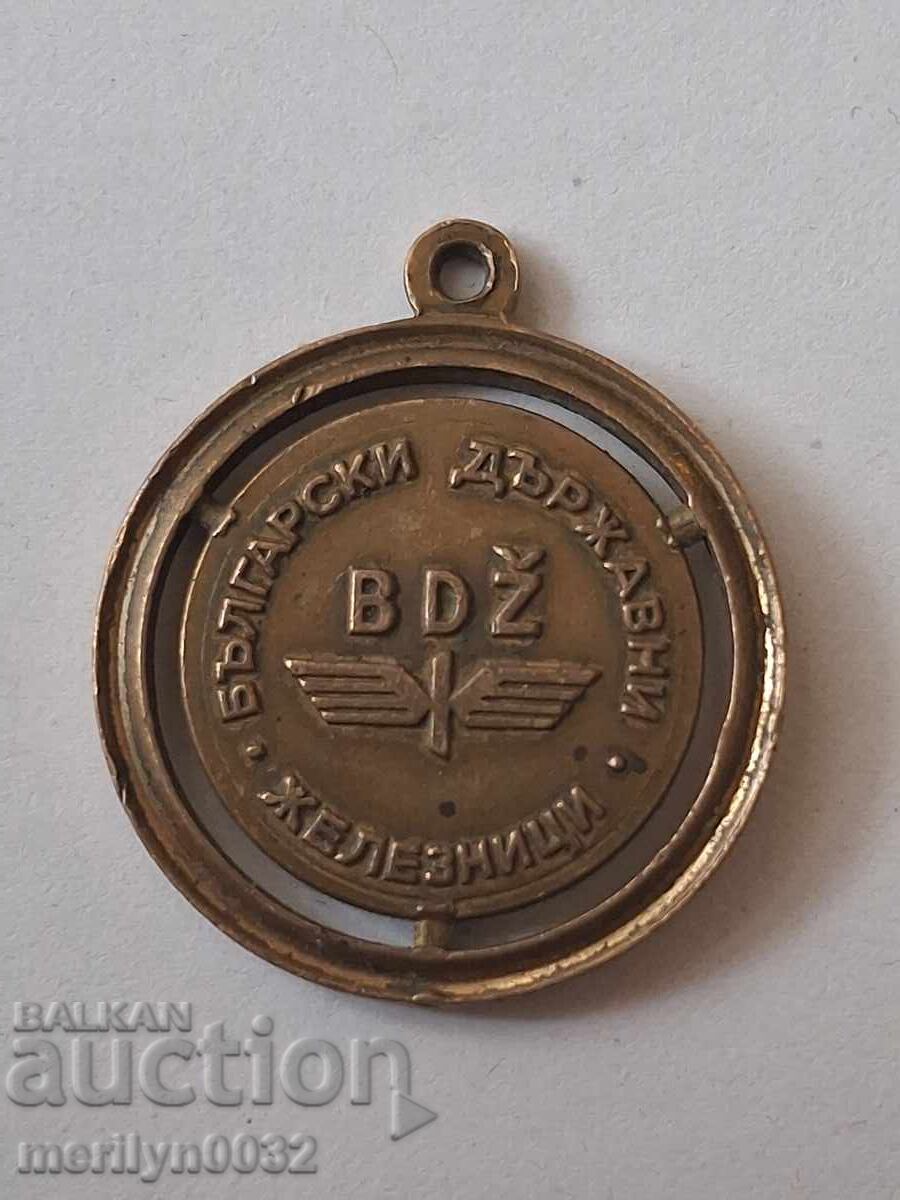 БЪЛГАРСКИ ДЪРЖАВНИ
BDŽ
ЖЕЛЕЗНИЦИ
BALKAN
auction
merilyn0032